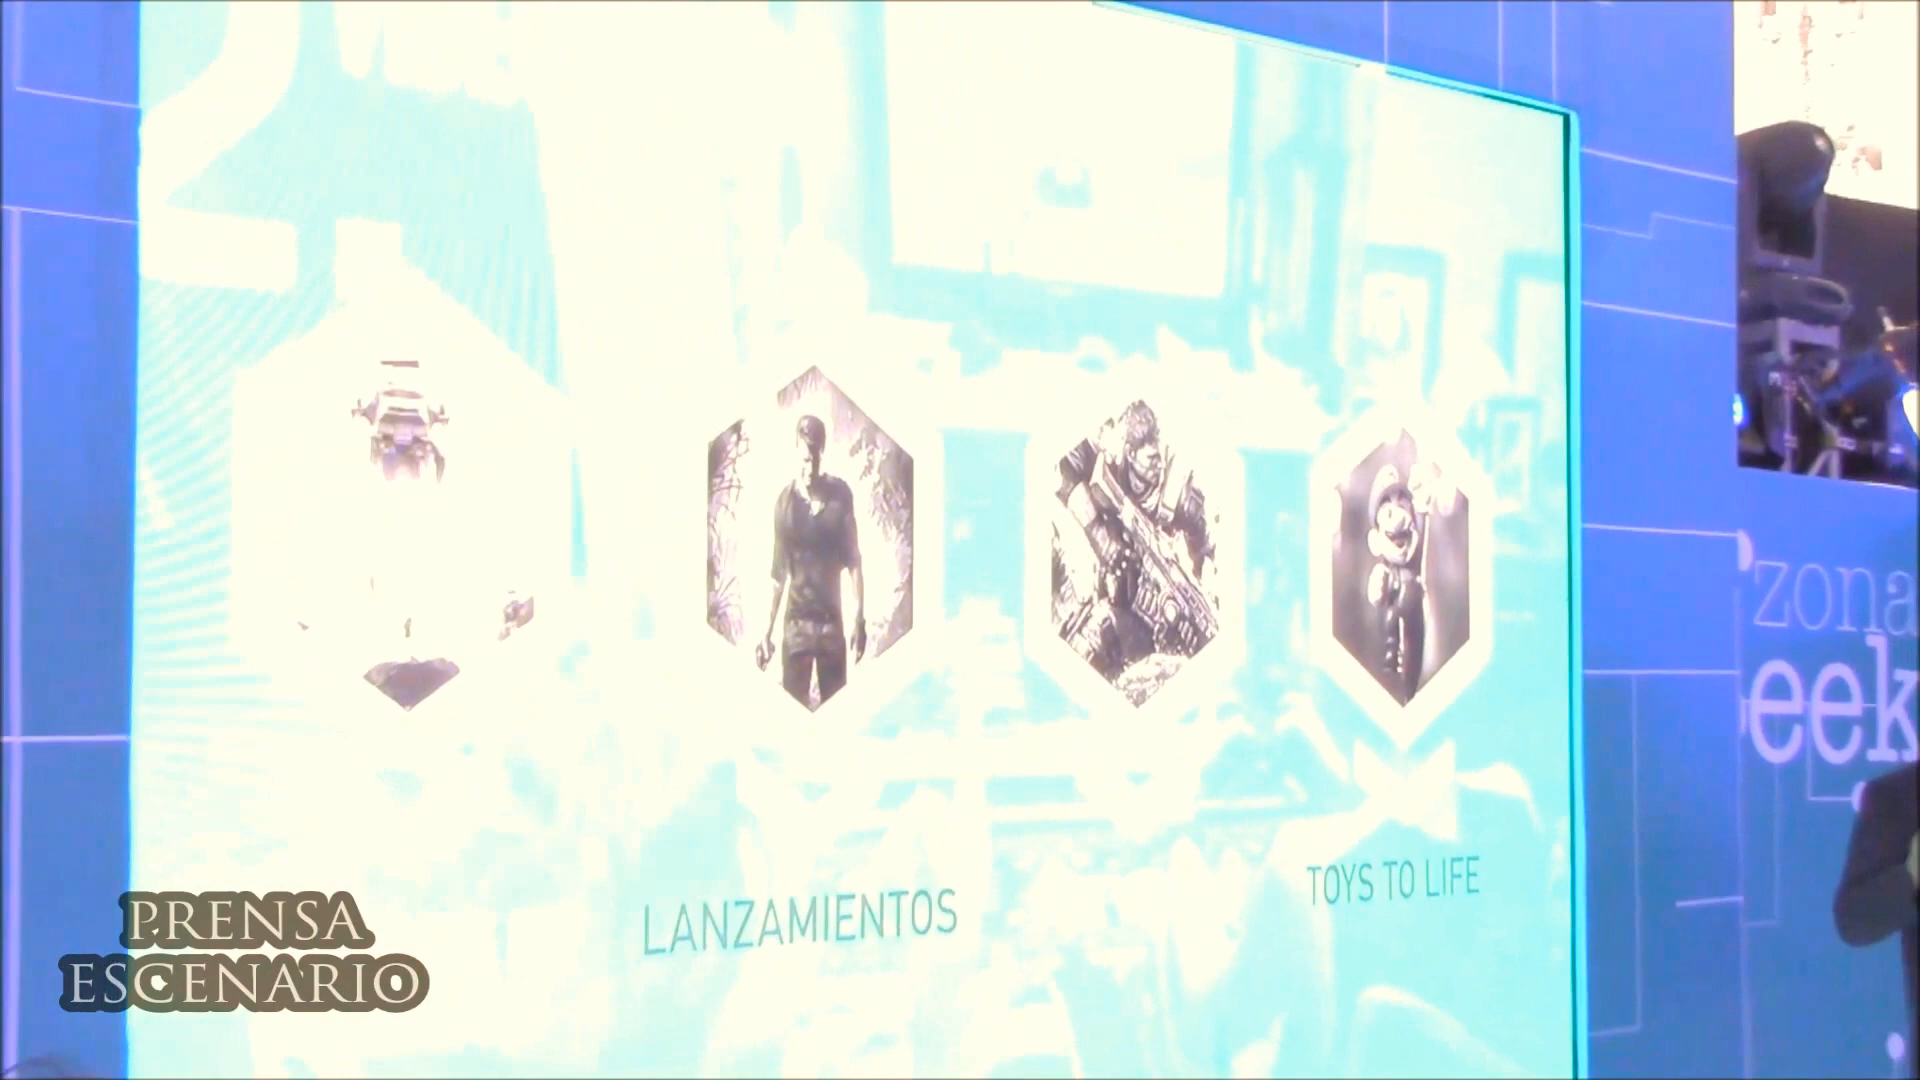 zona
eek
TOYS TO LIFE
LANZAMIENTOS
PRENSA
ESCENARIO